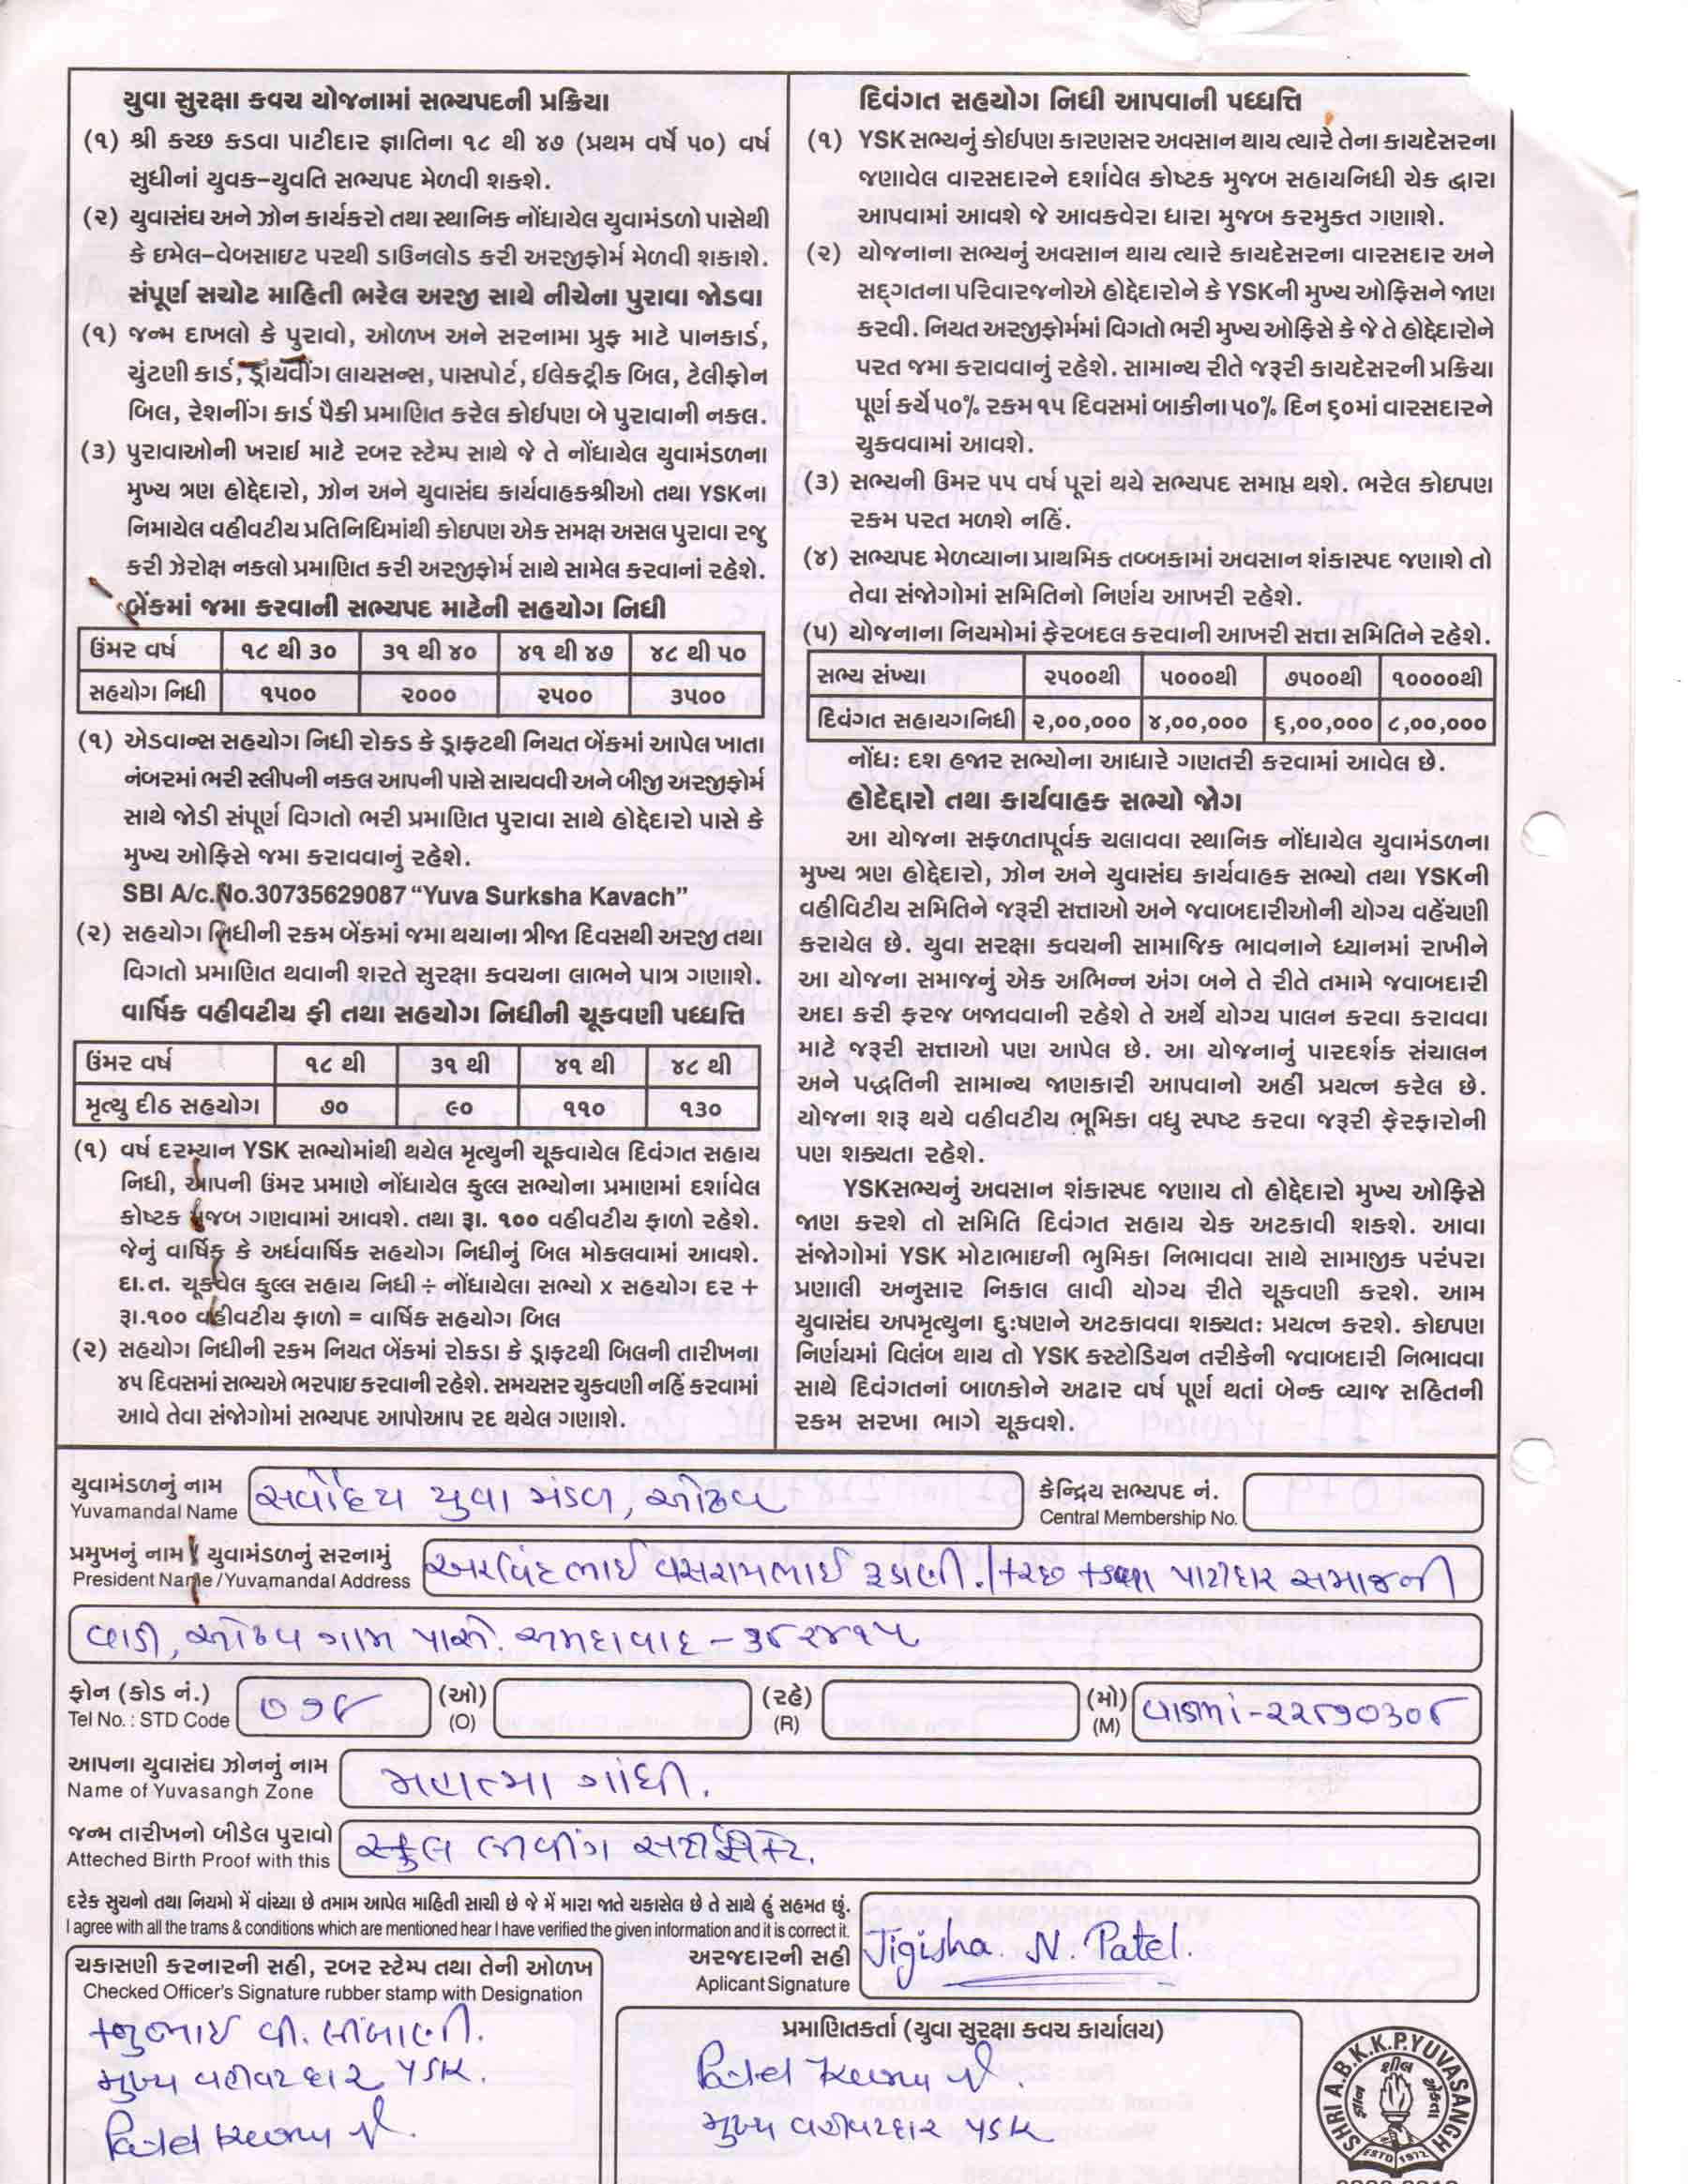 યુવા સુરક્ષા કવચ યોજનામાં સભ્યપદની પ્રક્રિયા
(૧) શ્રી કચ્છ કડવા પાટીદાર જ્ઞાતિના ૧૮ થી ૪૭ (પ્રથમ વર્ષે ૫૦) વર્ષ
સુધીનાં યુવક-યુવતિ સભ્યપદ મેળવી શકશે.
(૨) યુવાસંઘ અને ઝોન કાર્યકરો તથા સ્થાનિક નોંધાયેલ યુવામંડળો પાસેથી
કે ઇમેલ-વેબસાઇટ પરથી ડાઉનલોડ કરી અરજીફોર્મ મેળવી શકાશે.
સંપૂર્ણ સચોટ માહિતી ભરેલ અરજી સાથે નીચેના પુરાવા જોડવા
(૧) જન્મ દાખલો કે પુરાવો, ઓળખ અને સરનામા પ્રુફ માટે પાનકાર્ડ,
ચુંટણી કાર્ડ, ડ્રાયવીંગ લાયસન્સ, પાસપોર્ટ, ઈલેકટ્રીક બિલ, ટેલીફોન
બિલ, રેશનીંગ કાર્ડ પૈકી પ્રમાણિત કરેલ કોઈપણ બે પુરાવાની નકલ.
(૩) પુરાવાઓની ખરાઈ માટે રબર સ્ટેમ્પ સાથે જે તે નોંધાયેલ યુવામંડળના
મુખ્ય ત્રણ હોદ્દેદારો, ઝોન અને યુવાસંઘ કાર્યવાહકશ્રીઓ તથા YSKના
નિમાયેલ વહીવટીય પ્રતિનિધિમાંથી કોઇપણ એક સમક્ષ અસલ પુરાવા રજુ
કરી ઝેરોક્ષ નકલો પ્રમાણિત કરી અરજીફોર્મ સાથે સામેલ કરવાનાં રહેશે.
બેંકમાં જમા કરવાની સભ્યપદ માટેની સહયોગ નિધી
ઉંમર વર્ષ ૧૮ થી ૩૦ ૩૧ થી ૪૦ ૪૧ થી ૪૭ ૪૮ થી ૫૦
સહયોગ નિધી ૧૫૦૦ ૨૦૦૦ ૨૫૦૦ ૩૫૦૦
(૧) એડવાન્સ સહયોગ નિધી રોકડ કે ડ્રાફટથી નિયત બેંકમાં આપેલ ખાતા
નંબરમાં ભરી સ્લીપની નકલ આપની પાસે સાચવવી અને બીજી અરજીફોર્મ
સાથે જોડી સંપૂર્ણ વિગતો ભરી પ્રમાણિત પુરાવા સાથે હોદ્દેદારો પાસે કે
મુખ્ય ઓફિસે જમા કરાવવાનું રહેશે.
SBI A/c.No.30735629087 “Yuva Surksha Kavach”
(૨) સહયોગ નિધીની રકમ બેંકમાં જમા થયાના ત્રીજા દિવસથી અરજી તથા
વિગતો પ્રમાણિત થવાની શરતે સુરક્ષા કવચના લાભને પાત્ર ગણાશે.
વાર્ષિક વહીવટીય ફી તથા સહયોગ નિધીની ચૂકવણી પધ્ધતિ
ઉંમર વર્ષ ૧૮ થી ૩૧ થી ૪૧ થી ૪૮ થી
મૃત્યુ દીઠ સહયોગ ૭૦ ૯૦ ૧૧૦ ૧૩૦
(૧) વર્ષ દરમ્યાન YSK સભ્યોમાંથી થયેલ મૃત્યુની ચૂકવાયેલ દિવંગત સહાય
નિધી, આપની ઉંમર પ્રમાણે નોંધાયેલ કુલ્લ સભ્યોના પ્રમાણમાં દર્શાવેલ
કોષ્ટક મુજબ ગણવામાં આવશે. તથા રૂા. ૧૦૦ વહીવટીય ફાળો રહેશે.
જેનું વાર્ષિક કે અર્ધવાર્ષિક સહયોગ નિધીનું બિલ મોકલવામાં આવશે.
દા.ત. ચૂકવેલ કુલ્લ સહાય નિધી ÷ નોંધાયેલા સભ્યો x સહયોગ દર +
રૂા.૧૦૦ વહીવટીય ફાળો = વાર્ષિક સહયોગ બિલ
(૨) સહયોગ નિધીની રકમ નિયત બેંકમાં રોકડા કે ડ્રાફટથી બિલની તારીખના
૪૫ દિવસમાં સભ્યએ ભરપાઇ કરવાની રહેશે. સમયસર ચુકવણી નહિં કરવામાં
આવે તેવા સંજોગોમાં સભ્યપદ આપોઆપ રદ થયેલ ગણાશે.
દિવંગત સહયોગ નિધી આપવાની પધ્ધતિ
(૧) YSK સભ્યનું કોઈપણ કારણસર અવસાન થાય ત્યારે તેના કાયદેસરના
જણાવેલ વારસદારને દર્શાવેલ કોષ્ટક મુજબ સહાયનિધી ચેક દ્વારા
આપવામાં આવશે જે આવકવેરા ધારા મુજબ કરમુક્ત ગણાશે.
(૨) યોજનાના સભ્યનું અવસાન થાય ત્યારે કાયદેસરના વારસદાર અને
સદ્ગતના પરિવારજનોએ હોદ્દેદારોને કે YSKની મુખ્ય ઓફિસને જાણ
કરવી. નિયત અરજીફોર્મમાં વિગતો ભરી મુખ્ય ઓફિસે કે જે તે હોદ્દેદારોને
પરત જમા કરાવવાનું રહેશે. સામાન્ય રીતે જરૂરી કાયદેસરની પ્રક્રિયા
પૂર્ણ કર્યે ૫૦% રકમ ૧૫ દિવસમાં બાકીના ૫૦% દિન ૬૦માં વારસદારને
ચુકવવામાં આવશે.
(૩) સભ્યની ઉંમર ૫૫ વર્ષ પૂરાં થયે સભ્યપદ સમાપ્ત થશે. ભરેલ કોઇપણ
રકમ પરત મળશે નહિં.
(૪) સભ્યપદ મેળવ્યાના પ્રાથમિક તબ્બકામાં અવસાન શંકાસ્પદ જણાશે તો
તેવા સંજોગોમાં સમિતિનો નિર્ણય આખરી રહેશે.
(૫) યોજનાના નિયમોમાં ફેરબદલ કરવાની આખરી સત્તા સમિતિને રહેશે.
સભ્ય સંખ્યા ૨૫૦૦થી ૫૦૦૦થી ૭૫૦૦થી ૧૦૦૦૦થી
દિવંગત સહાયગનિધી ૨,૦૦,૦૦૦ ૪,૦૦,૦૦૦ ૬,૦૦,૦૦૦ ૮,૦૦,૦૦૦
નોંધ: દશ હજાર સભ્યોના આધારે ગણતરી કરવામાં આવેલ છે.
હોદેદ્દારો તથા કાર્યવાહક સભ્યો જોગ
આ યોજના સફળતાપૂર્વક ચલાવવા સ્થાનિક નોંધાયેલ યુવામંડળના
મુખ્ય ત્રણ હોદ્દેદારો, ઝોન અને યુવાસંઘ કાર્યવાહક સભ્યો તથા YSKની
વહીવિટીય સમિતિને જરૂરી સત્તાઓ અને જવાબદારીઓની યોગ્ય વહેંચણી
કરાયેલ છે. યુવા સરક્ષા કવચની સામાજિક ભાવનાને ધ્યાનમાં રાખીને
આ યોજના સમાજનું એક અભિન્ન અંગ બને તે રીતે તમામે જવાબદારી
અદા કરી ફરજ બજાવવાની રહેશે તે અર્થે યોગ્ય પાલન કરવા કરાવવા
માટે જરૂરી સત્તાઓ પણ આપેલ છે. આ યોજનાનું પારદર્શક સંચાલન
અને પદ્ધતિની સામાન્ય જાણકારી આપવાનો અહીં પ્રયત્ન કરેલ છે.
યોજના શરૂ થયે વહીવટીય ભૂમિકા વધુ સ્પષ્ટ કરવા જરૂરી ફેરફારોની
પણ શક્યતા રહેશે.
YSKસભ્યનું અવસાન શંકાસ્પદ જણાય તો હોદ્દેદારો મુખ્ય ઓફિસે
જાણ કરશે તો સમિતિ દિવંગત સહાય ચેક અટકાવી શકશે. આવા
સંજોગોમાં YSK મોટાભાઇની ભુમિકા નિભાવવા સાથે સામાજીક પરંપરા
પ્રણાલી અનુસાર નિકાલ લાવી યોગ્ય રીતે ચૂકવણી કરશે. આમ
યુવાસંઘ અપમૃત્યુના દુ:ષણને અટકાવવા શક્યત: પ્રયત્ન કરશે. કોઇપણ
નિર્ણયમાં વિલંબ થાય તો YSK કસ્ટોડિયન તરીકેની જવાબદારી નિભાવવા
સાથે દિવંગતનાં બાળકોને અઢાર વર્ષ પૂર્ણ થતાં બેન્ક વ્યાજ સહિતની
રકમ સરખા ભાગે ચૂકવશે.
યુવામંડળનું નામ સર્વોદય યુવા મંડળ, ઓઢવ કેન્દ્રિય સભ્યપદ નં.
Yuvamandal Name Central Membership No.
પ્રમુખનું નામ / યુવામંડળનું સરનામું અરવિંદભાઈ વસરામભાઈ રૂડાણી. / કચ્છ કડવા પાટીદાર સમાજની
President Name /Yuvamandal Address
વાડી, ઓઢવ ગામ પાસે. અમદાવાદ - ૩૮૨૪૧૫
ફોન (કોડ નં.) ૦૭૯ (ઓ) (રહે) (મો) વાડીમાં-૨૨૮૭૦૩૦૯
Tel No. : STD Code (O) (R) (M)
આપના યુવાસંઘ ઝોનનું નામ મહાત્મા ગાંધી.
Name of Yuvasangh Zone
જન્મ તારીખનો બીડેલ પુરાવો સ્કુલ લીવીંગ સર્ટીફીકેટ.
Atteched Birth Proof with this
દરેક સુચનો તથા નિયમો મેં વાંચ્યા છે તમામ આપેલ માહિતી સાચી છે જે મેં મારા જાતે ચકાસેલ છે તે સાથે હું સહમત છું.
I agree with all the trams & conditions which are mentioned hear I have verified the given information and it is correct it.
અરજદારની સહી Jigisha. N. Patel.
Aplicant Signature
ચકાસણી કરનારની સહી, રબર સ્ટેમ્પ તથા તેની ઓળખ
Checked Officer's Signature rubber stamp with Designation
કનુભાઈ વી. લીંબાણી.
મુખ્ય વહીવટદાર YSK.
Patel
પ્રમાણિતકર્તા (યુવા સુરક્ષા કવચ કાર્યાલય)
Patel
મુખ્ય વહીવટદાર YSK
SHRI A.B.K.K.P.YUVASANGH
શીલ
ESTD 1972